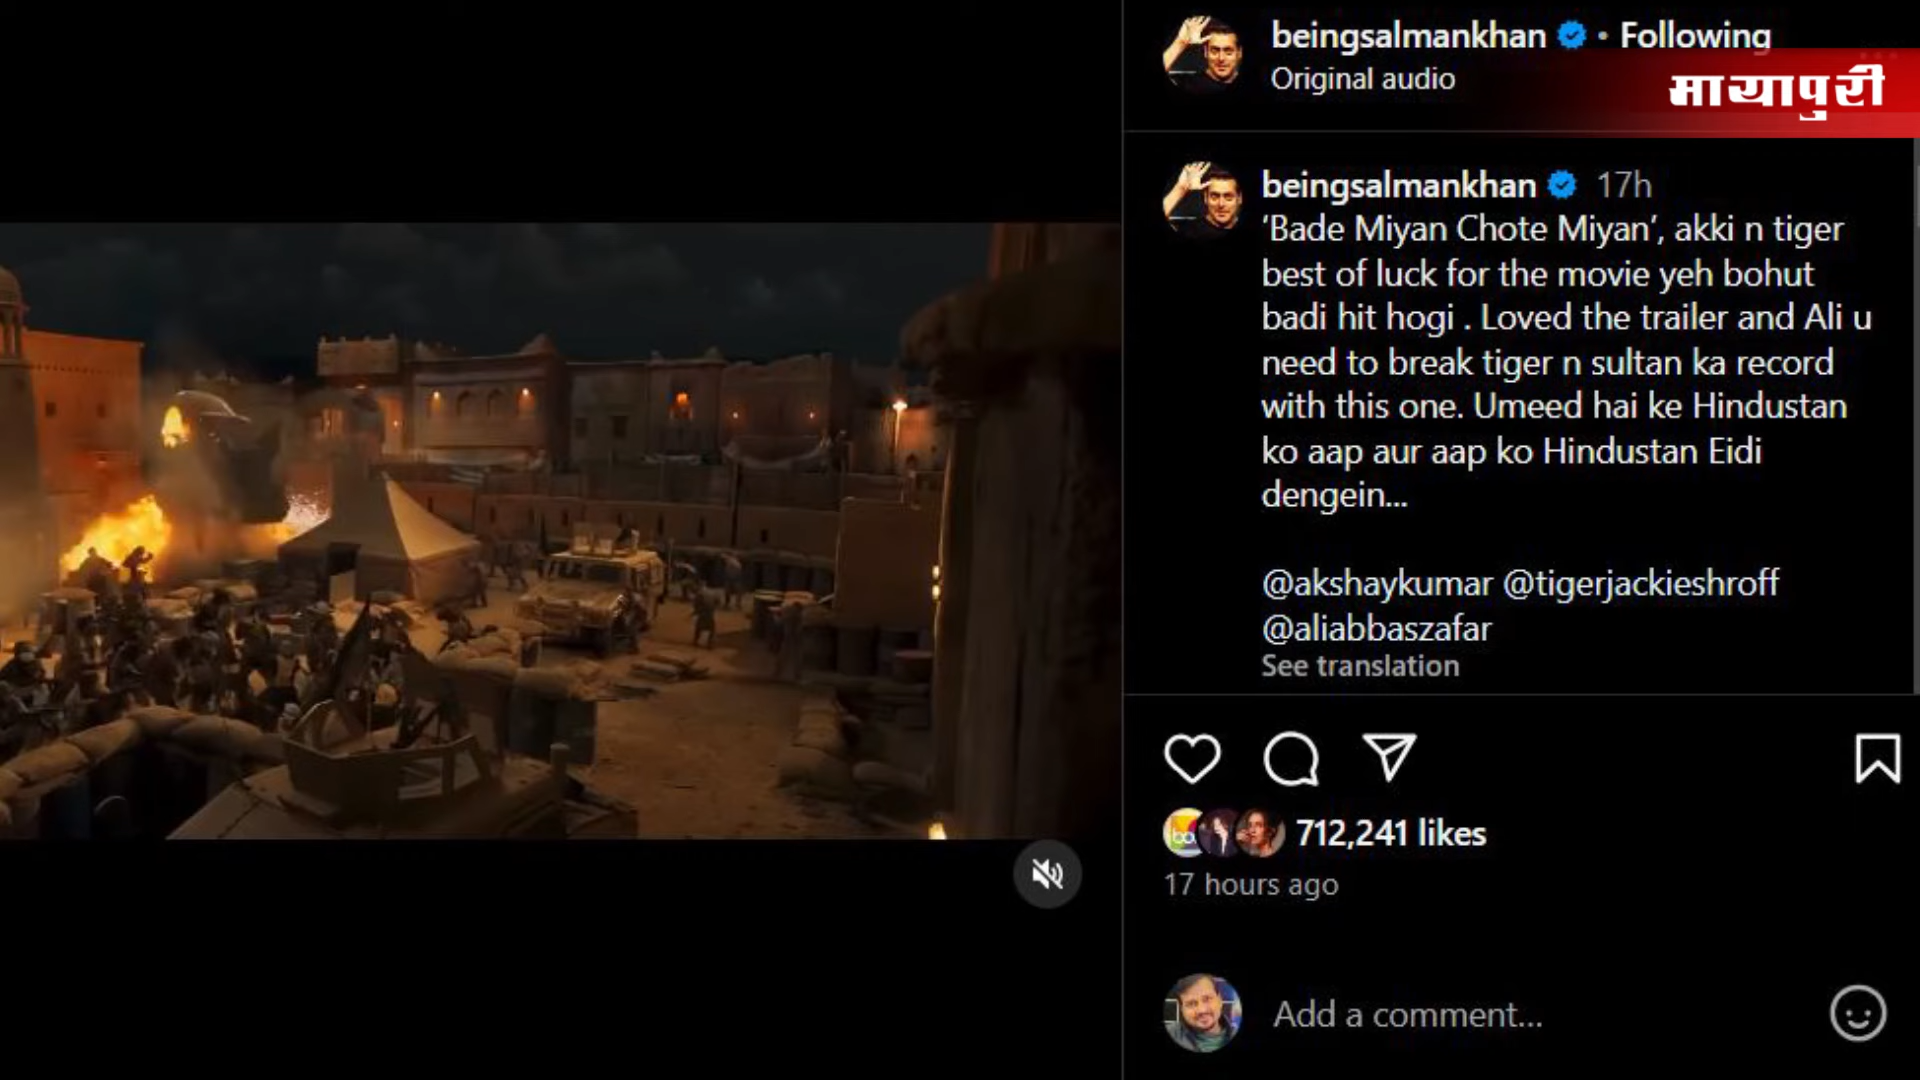 beingsalmankhan • Following
Original audio
मायापुरी
beingsalmankhan 17h
‘Bade Miyan Chote Miyan’, akki n tiger
best of luck for the movie yeh bohut
badi hit hogi . Loved the trailer and Ali u
need to break tiger n sultan ka record
with this one. Umeed hai ke Hindustan
ko aap aur aap ko Hindustan Eidi
dengein...
@akshaykumar @tigerjackieshroff
@aliabbaszafar
See translation
712,241 likes
17 hours ago
Add a comment...